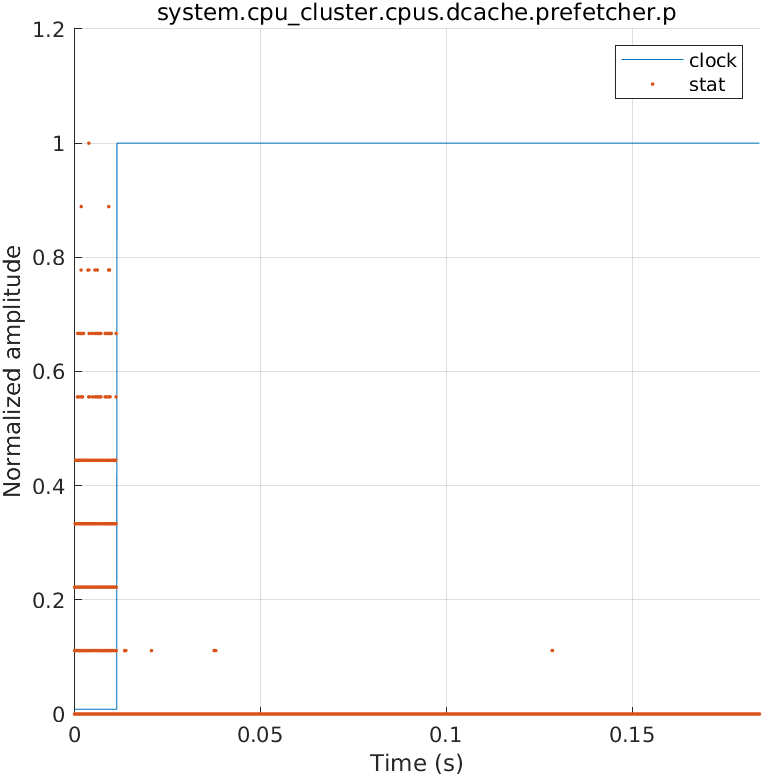 system.cpu_cluster.cpus.dcache.prefetcher.p
1.2
1
0.8
0.6
0.4
0.2
0
Normalized amplitude
clock
stat
0
0.05
0.1
0.15
Time (s)